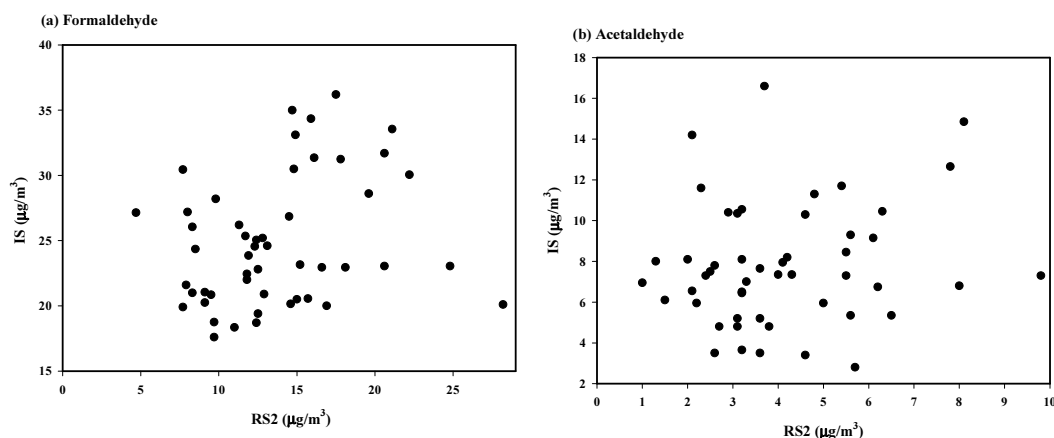 (a) Formaldehyde
40
35
30
25
20
15
IS (µg/m³)
0 5 10 15 20 25
RS2 (µg/m³)
(b) Acetaldehyde
18
16
14
12
10
8
6
4
2
IS (µg/m³)
0 1 2 3 4 5 6 7 8 9 10
RS2 (µg/m³)